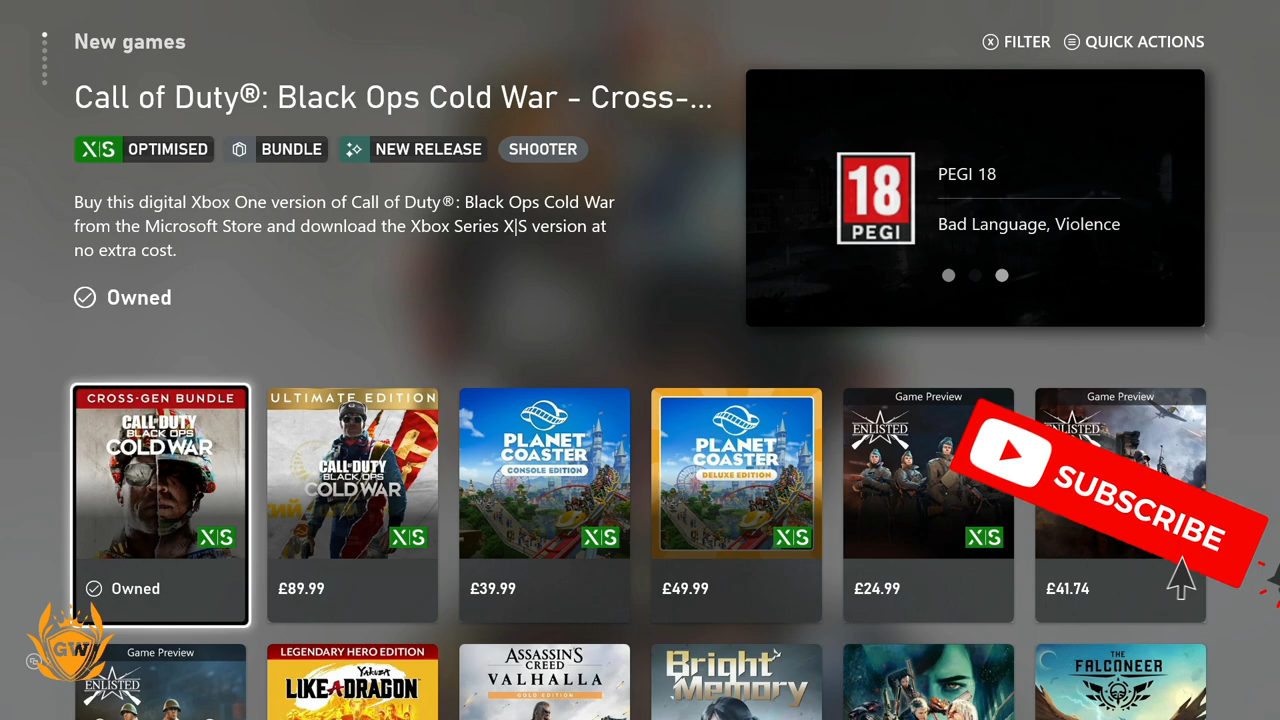 New games
FILTER
QUICK ACTIONS
Call of Duty®: Black Ops Cold War - Cross-...
X|S OPTIMISED
BUNDLE
NEW RELEASE
SHOOTER
Buy this digital Xbox One version of Call of Duty®: Black Ops Cold War
from the Microsoft Store and download the Xbox Series X|S version at
no extra cost.
Owned
18
PEGI
PEGI 18
Bad Language, Violence
CROSS-GEN BUNDLE
CALL OF DUTY
BLACK OPS
COLD WAR
X|S
Owned
ULTIMATE EDITION
CALL OF DUTY
BLACK OPS
COLD WAR
X|S
£89.99
PLANET
COASTER
CONSOLE EDITION
X|S
£39.99
PLANET
COASTER
DELUXE EDITION
X|S
£49.99
Game Preview
ENLISTED
X|S
£24.99
Game Preview
ENLISTED
£41.74
SUBSCRIBE
GW
Game Preview
ENLISTED
LEGENDARY HERO EDITION
YAKUZA
LIKE A DRAGON
ASSASSIN'S
CREED
VALHALLA
GOLD EDITION
Bright
Memory
THE
FALCONEER